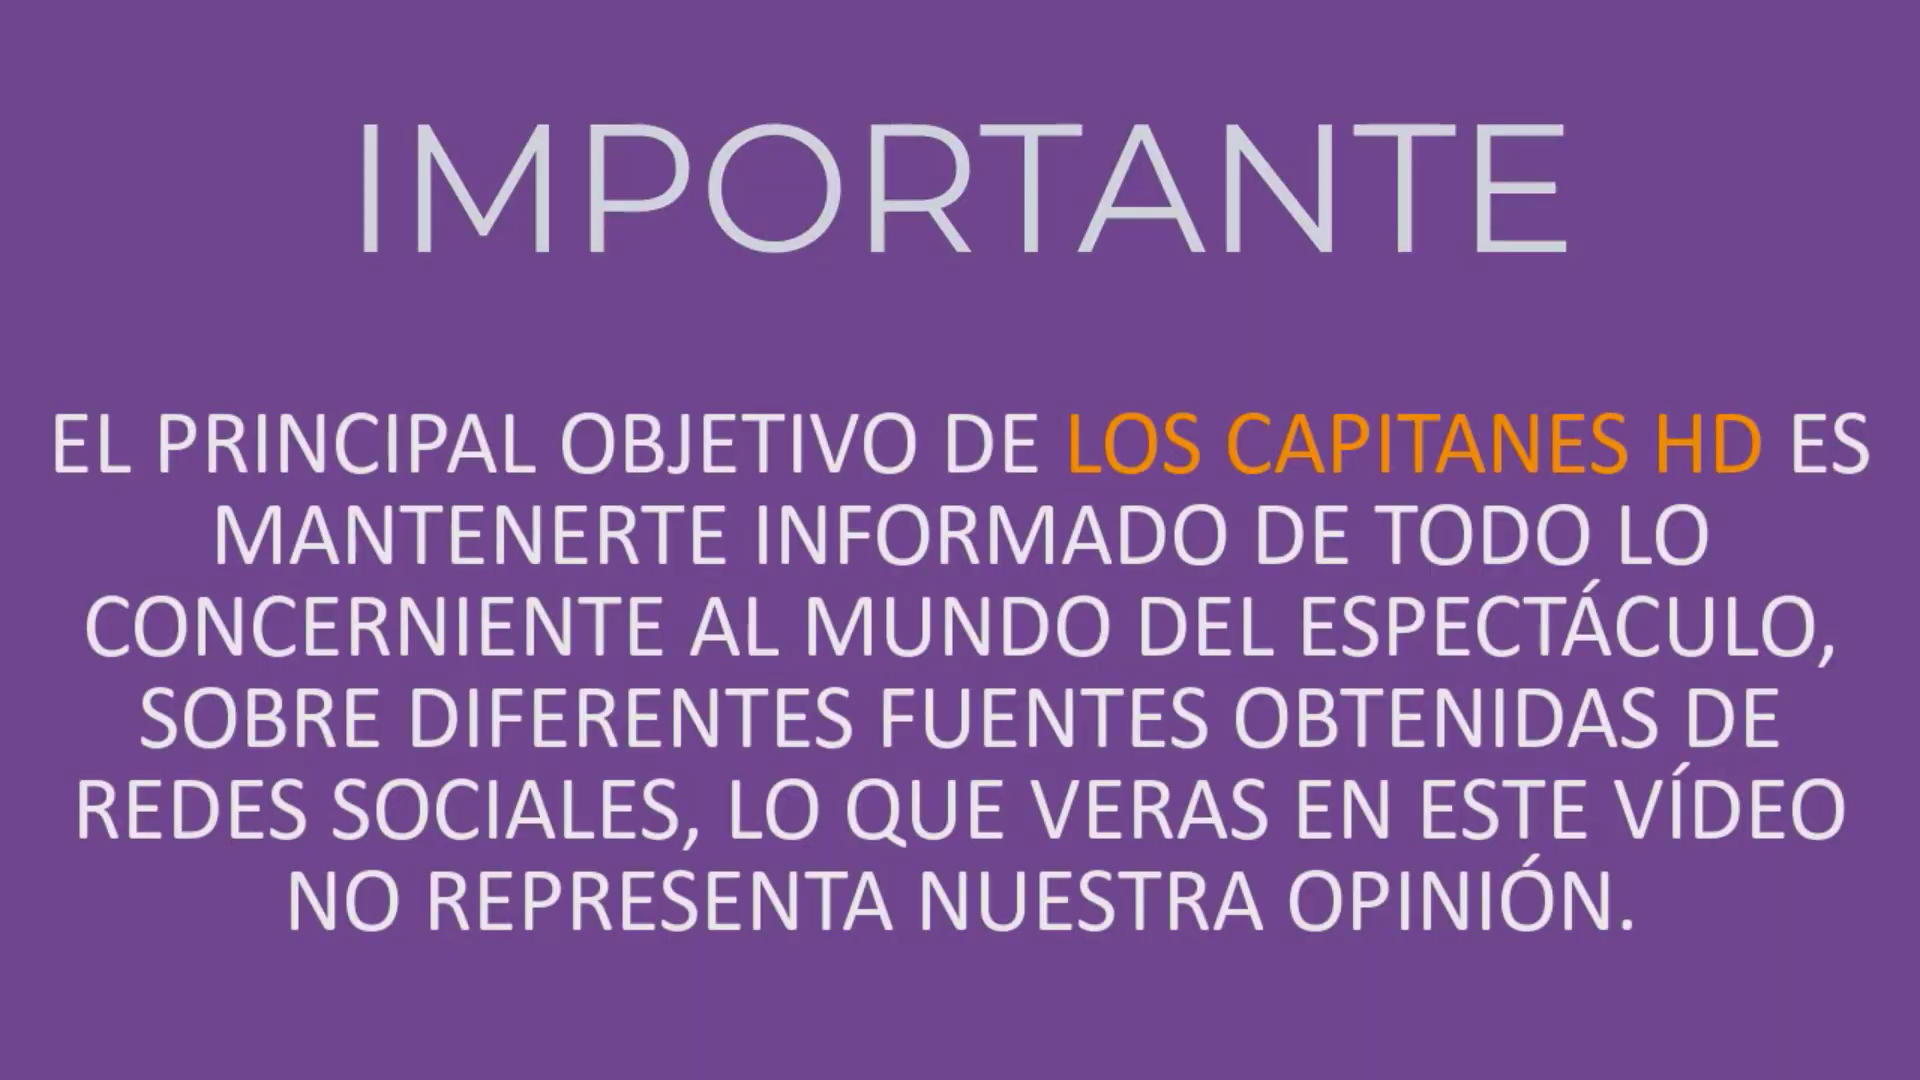 IMPORTANTE
EL PRINCIPAL OBJETIVO DE LOS CAPITANES HD ES
MANTENERTE INFORMADO DE TODO LO
CONCERNIENTE AL MUNDO DEL ESPECTÁCULO,
SOBRE DIFERENTES FUENTES OBTENIDAS DE
REDES SOCIALES, LO QUE VERAS EN ESTE VÍDEO
NO REPRESENTA NUESTRA OPINIÓN.